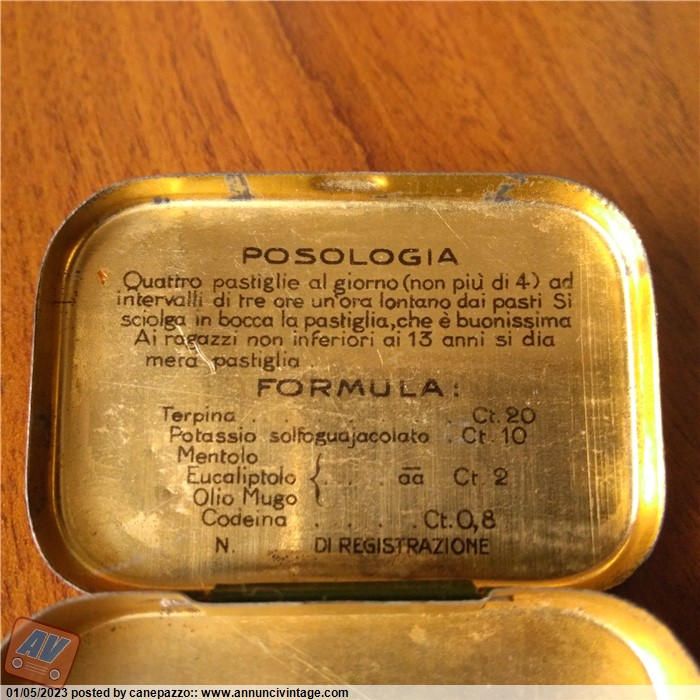 POSOLOGIA
Quattro pastiglie al giorno (non più di 4) ad
intervalli di tre ore un'ora lontano dai pasti Si
sciolga in bocca la pastiglia, che è buonissima
Ai ragazzi non inferiori ai 13 anni si dia
mera pastiglia.
FORMULA:
Terpina . . . . . Ct. 20
Potassio solfoguajacolato . Ct. 10
Mentolo
Eucaliptolo { . . . aa Ct. 2
Olio Mugo
Codeina . . . . Ct. 0,8
N. DI REGISTRAZIONE
AV
01/05/2023 posted by canepazzo:: www.annuncivintage.com